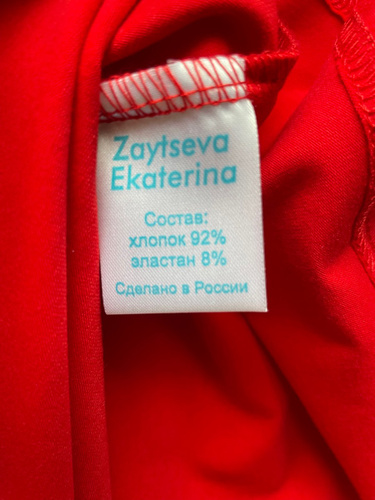 Zaytseva
Ekaterina
Состав:
хлопок 92%
эластан 8%
Сделано в России